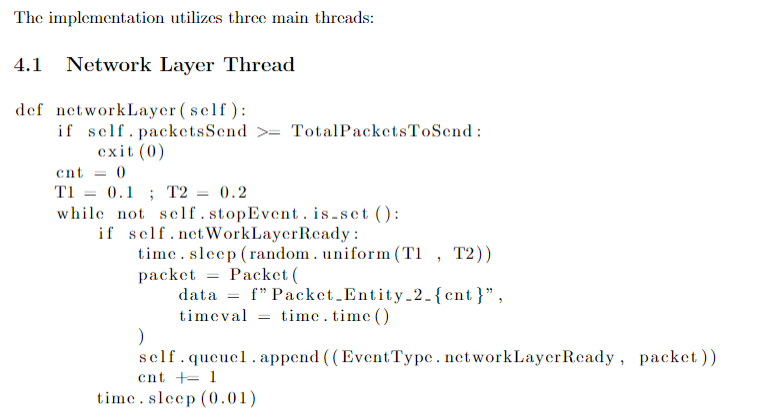 The implementation utilizes three main threads:
4.1 Network Layer Thread
def networkLayer(self):
    if self.packetsSend >= TotalPacketsToSend:
        exit(0)
    cnt = 0
    T1 = 0.1 ; T2 = 0.2
    while not self.stopEvent.is_set():
        if self.netWorkLayerReady:
            time.sleep(random.uniform(T1 , T2))
            packet = Packet(
                data = f"Packet_Entity_2_{cnt}",
                timeval = time.time()
            )
            self.queue1.append((EventType.networkLayerReady, packet))
            cnt += 1
        time.sleep(0.01)